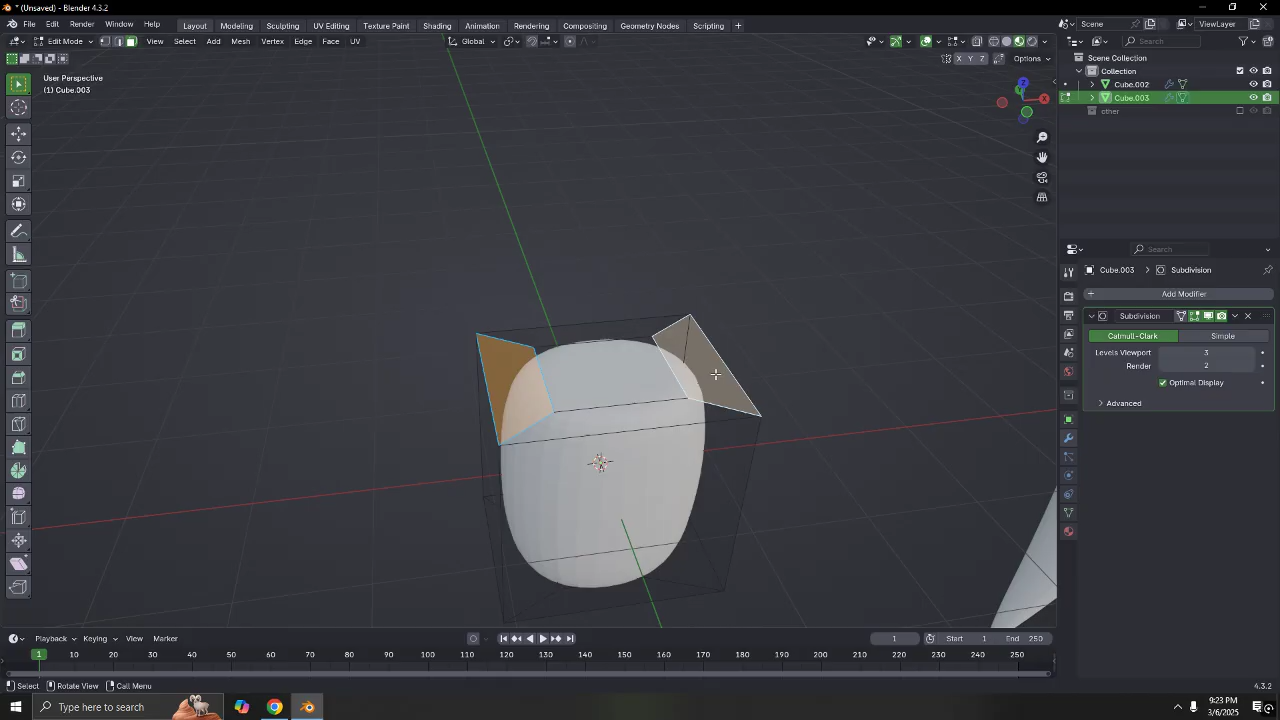 * (Unsaved) - Blender 4.3.2
File Edit Render Window Help Layout Modeling Sculpting UV Editing Texture Paint Shading Animation Rendering Compositing Geometry Nodes Scripting + Scene ViewLayer
Edit Mode View Select Add Mesh Vertex Edge Face UV Global Search
X Y Z Options
User Perspective
(1) Cube.003
Scene Collection
Collection
Cube.002
Cube.003
other
X
Z
Search
Cube.003 > Subdivision
+ Add Modifier
Subdivision
Catmull-Clark Simple
Levels Viewport 3
Render 2
Optimal Display
Advanced
Playback Keying View Marker 1 Start 1 End 250
1 10 20 30 40 50 60 70 80 90 100 110 120 130 140 150 160 170 180 190 200 210 220 230 240 250
Select Rotate View Call Menu 4.3.2
Type here to search
9:23 PM
3/6/2025